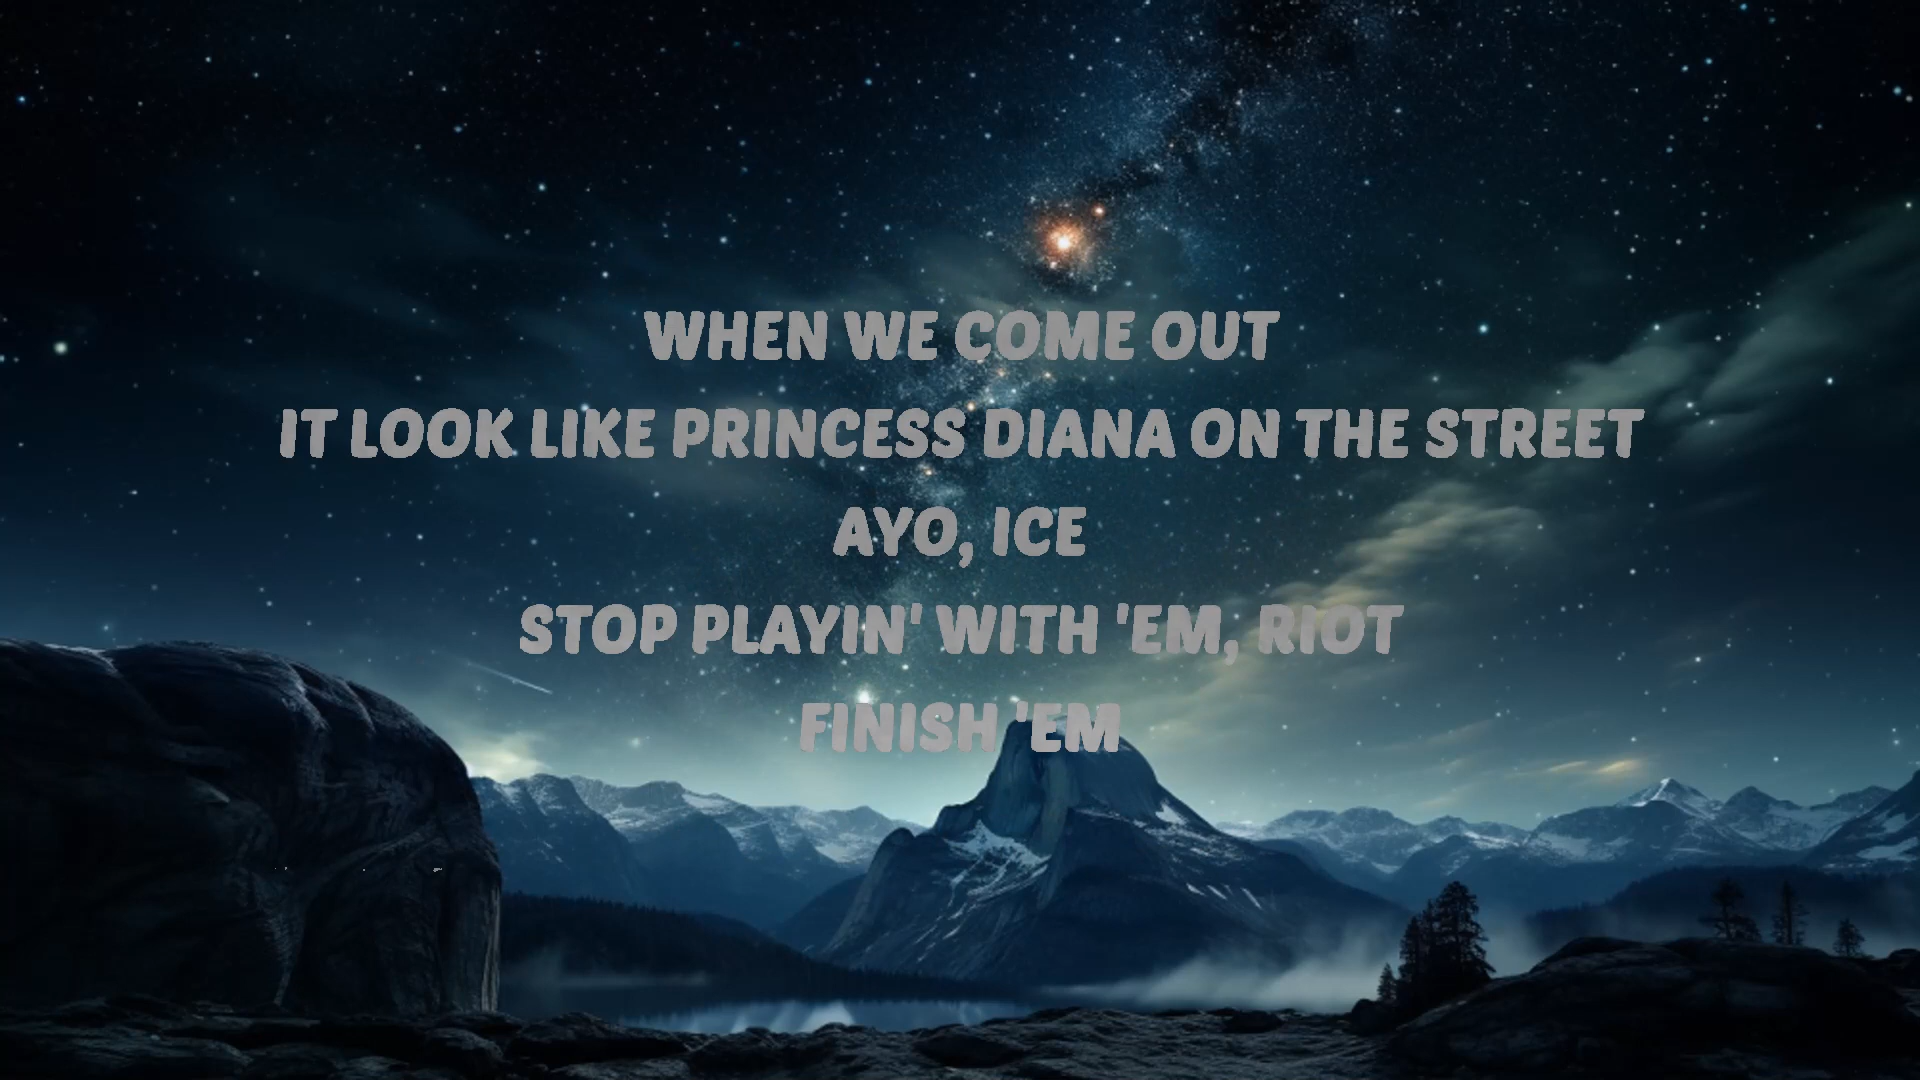 WHEN WE COME OUT
IT LOOK LIKE PRINCESS DIANA ON THE STREET
AYO, ICE
STOP PLAYIN' WITH 'EM, RIOT
FINISH 'EM